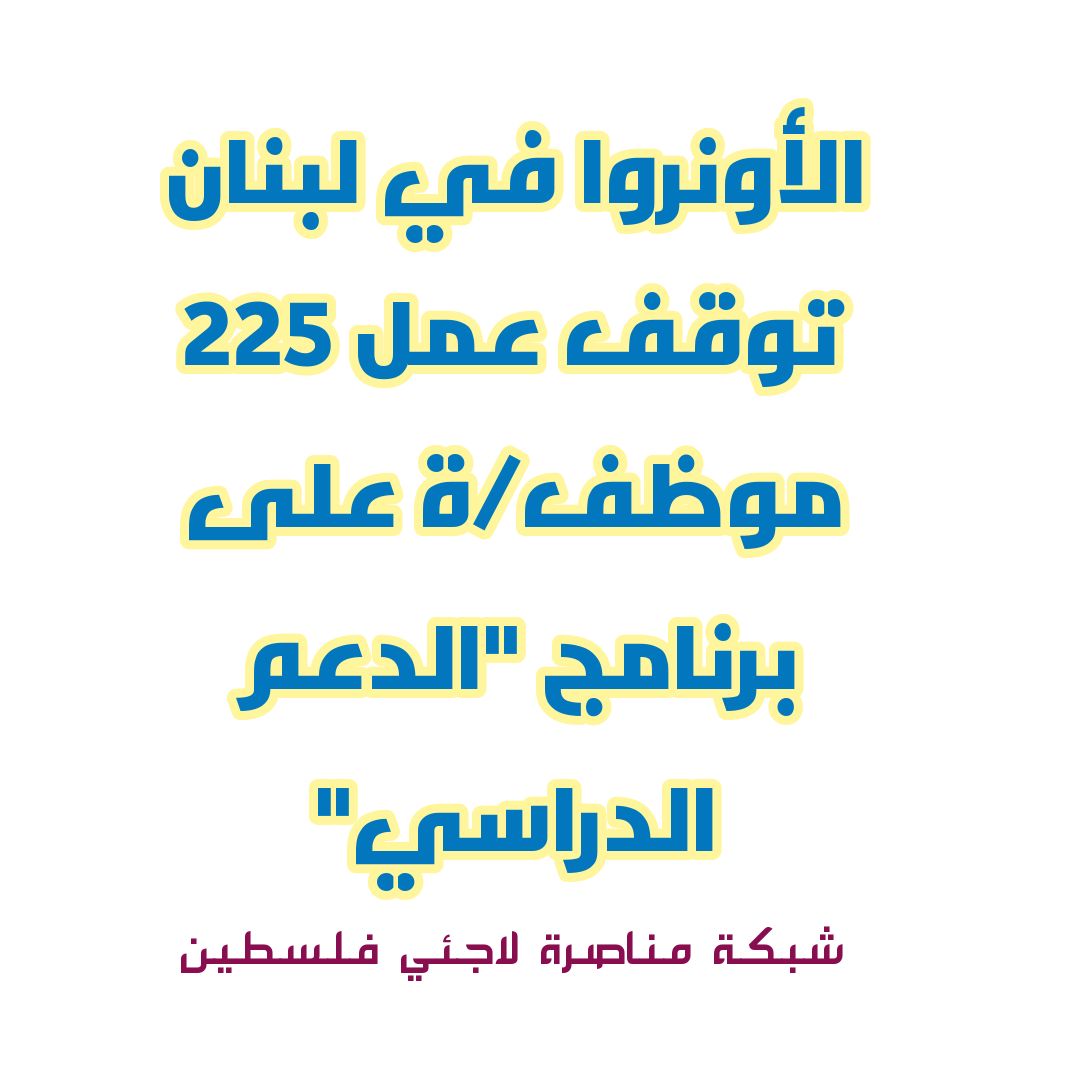 الأونروا في لبنان
توقف عمل 225
موظف/ة على
برنامج "الدعم
الدراسي"
شبكة مناصرة لاجئي فلسطين